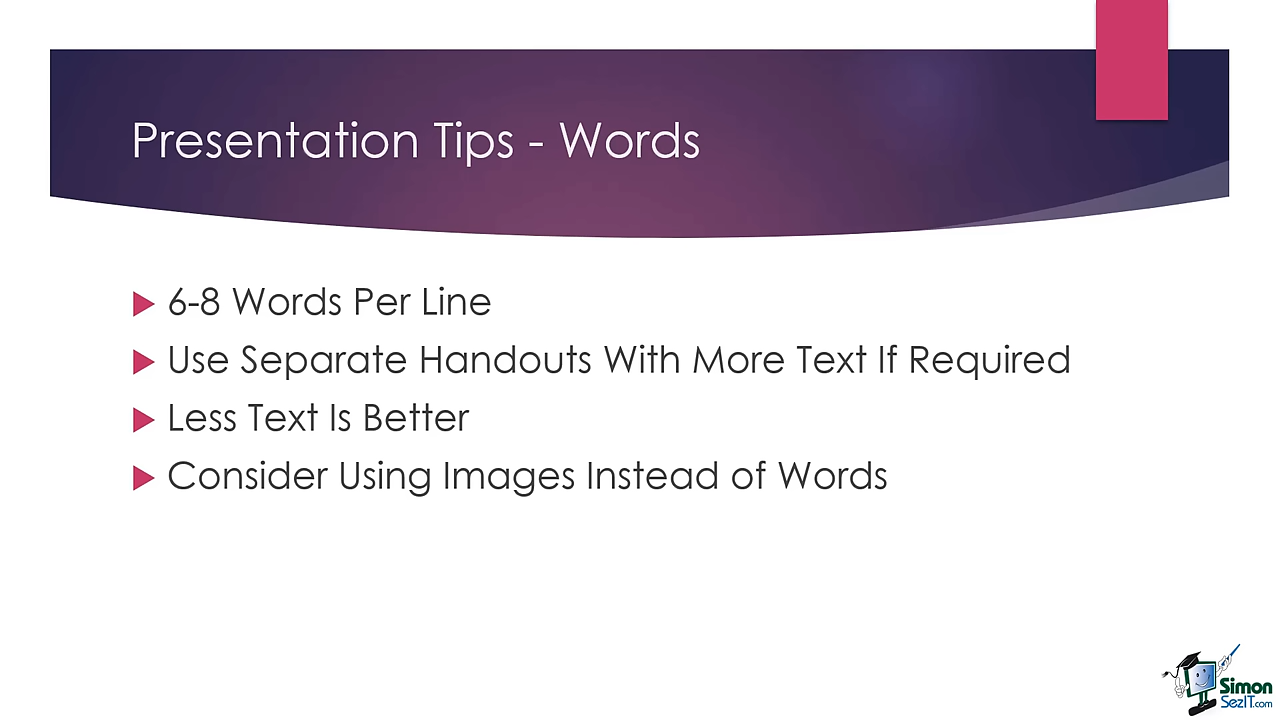 Presentation Tips - Words
6-8 Words Per Line
Use Separate Handouts With More Text If Required
Less Text Is Better
Consider Using Images Instead of Words
Simon
SezIT.com